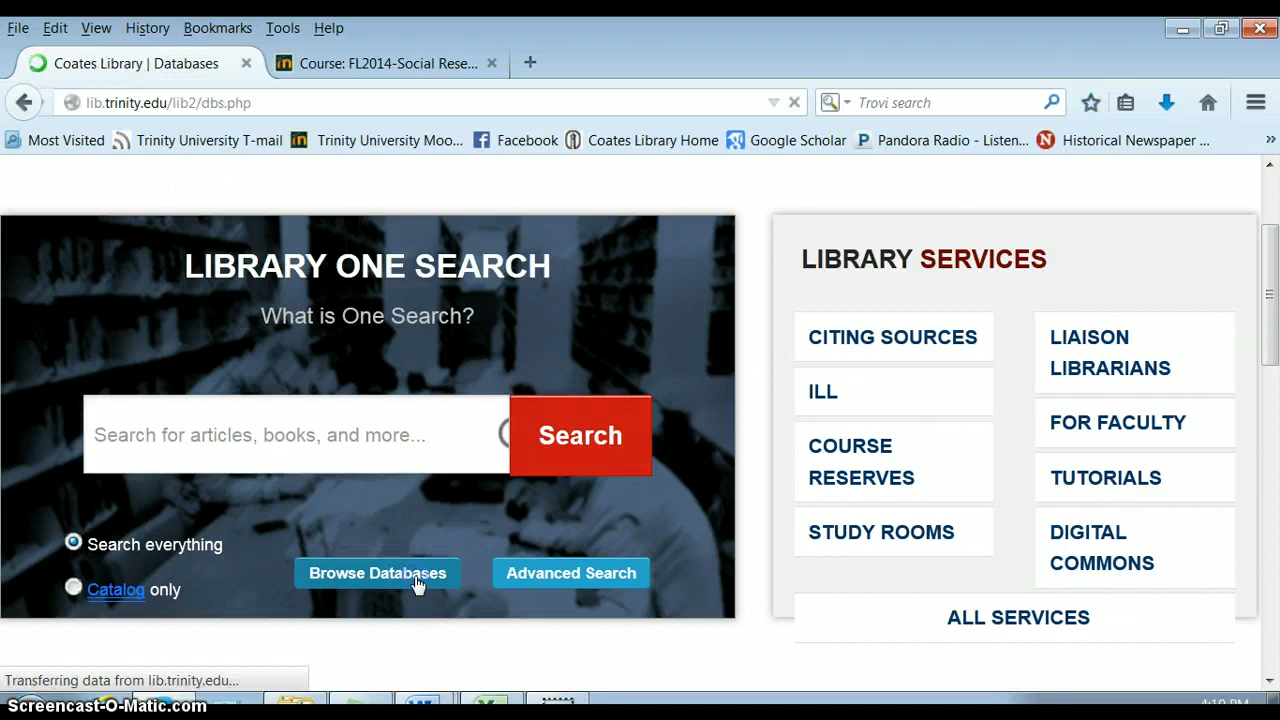 File Edit View History Bookmarks Tools Help
Coates Library | Databases
Course: FL2014-Social Rese...
lib.trinity.edu/lib2/dbs.php
Trovi search
Most Visited Trinity University T-mail Trinity University Moo... Facebook Coates Library Home Google Scholar Pandora Radio - Listen... Historical Newspaper ...
LIBRARY ONE SEARCH
What is One Search?
Search for articles, books, and more...
Search
Search everything
Catalog only
Browse Databases
Advanced Search
LIBRARY SERVICES
CITING SOURCES
ILL
COURSE
RESERVES
STUDY ROOMS
LIAISON
LIBRARIANS
FOR FACULTY
TUTORIALS
DIGITAL
COMMONS
ALL SERVICES
Transferring data from lib.trinity.edu...
4:19 PM
Screencast-O-Matic.com